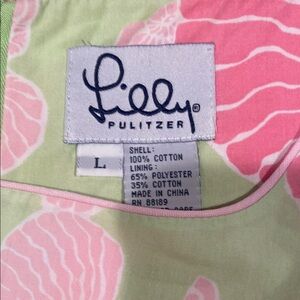 Lilly®
PULITZER
L
SHELL:
100% COTTON
LINING:
65% POLYESTER
35% COTTON
MADE IN CHINA
RN 88189